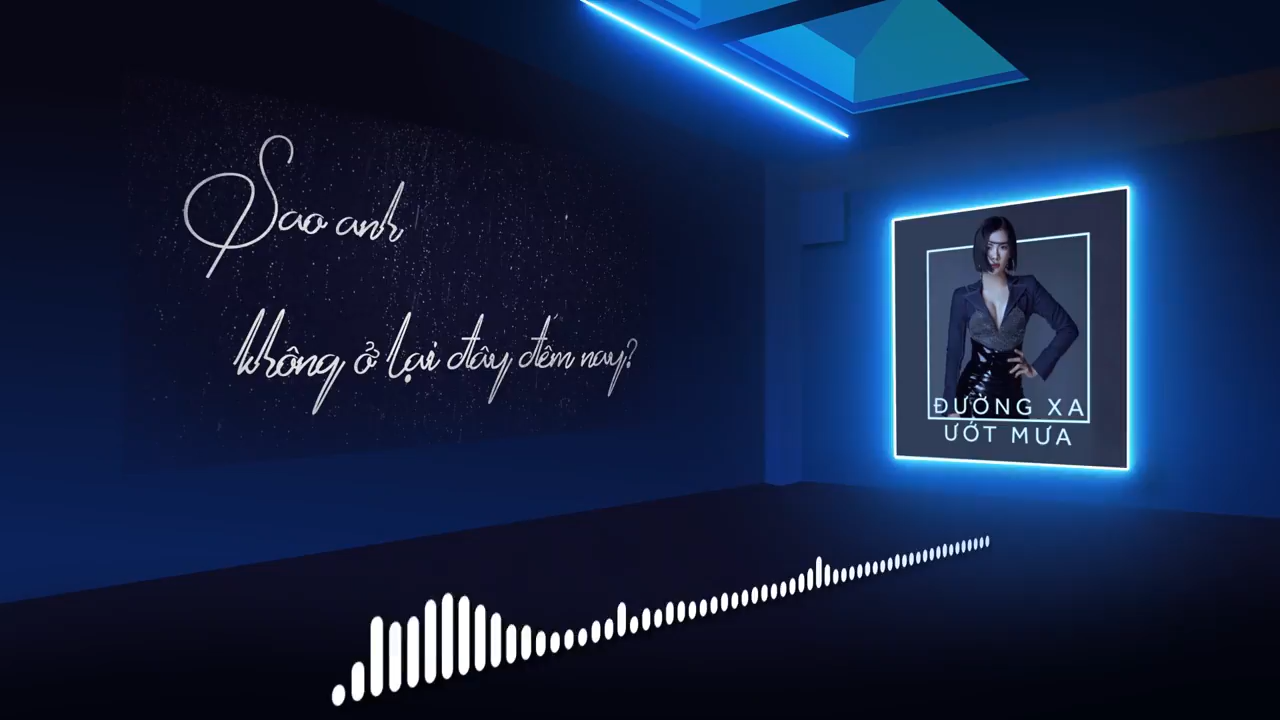 Sao anh
không ở lại đây đêm nay?
ĐƯỜNG XA
ƯỚT MƯA